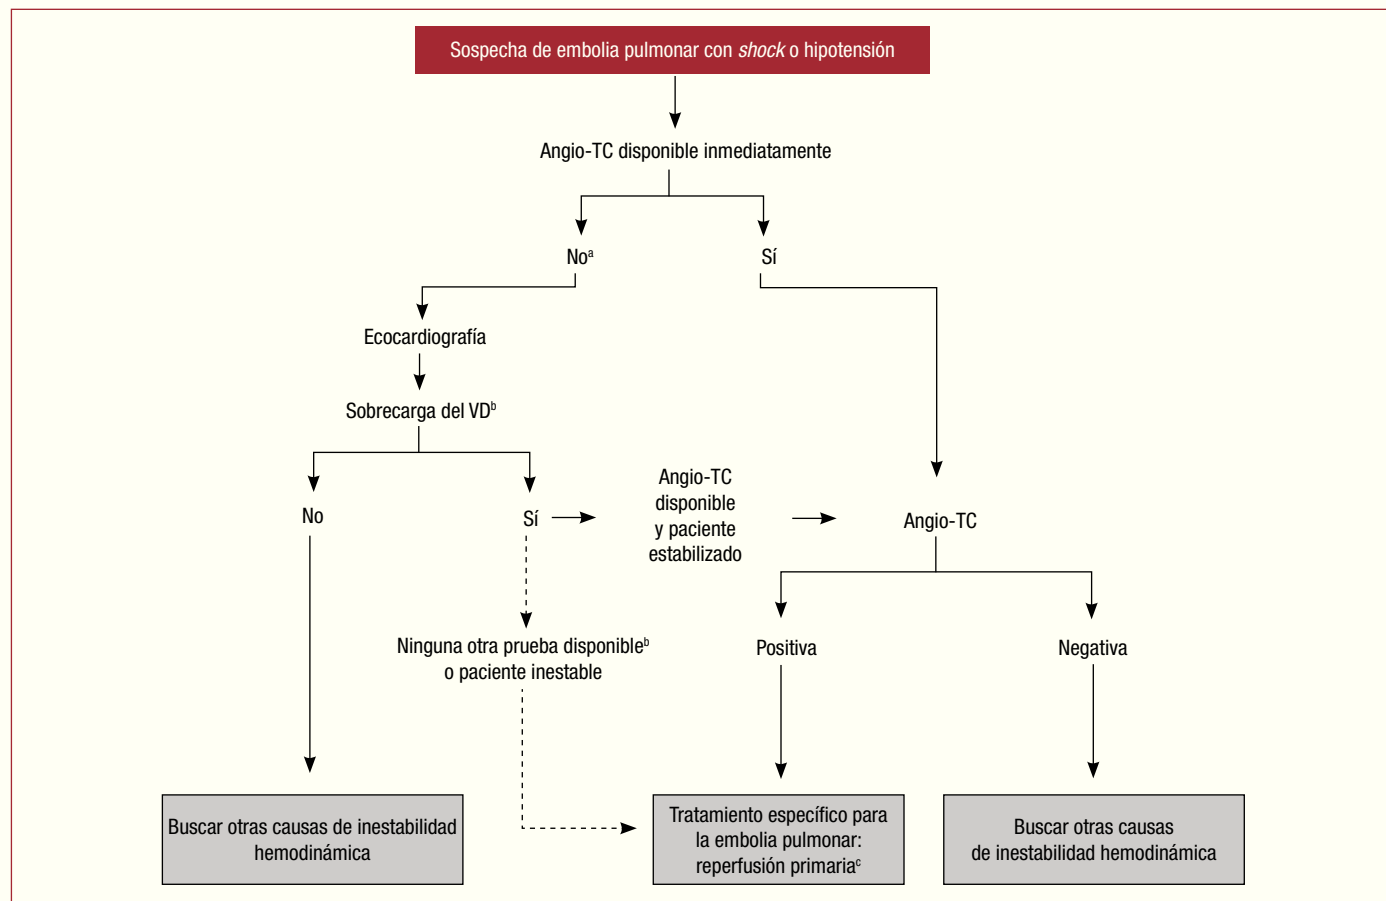 Sospecha de embolia pulmonar con shock o hipotensión
Angio-TC disponible inmediatamente
Noᵃ
Sí
Ecocardiografía
Sobrecarga del VDᵇ
No
Sí
Angio-TC
disponible
y paciente
estabilizado
Angio-TC
Ninguna otra prueba disponibleᵇ
o paciente inestable
Positiva
Negativa
Buscar otras causas de inestabilidad
hemodinámica
Tratamiento específico para
la embolia pulmonar:
reperfusión primariaᶜ
Buscar otras causas
de inestabilidad hemodinámica